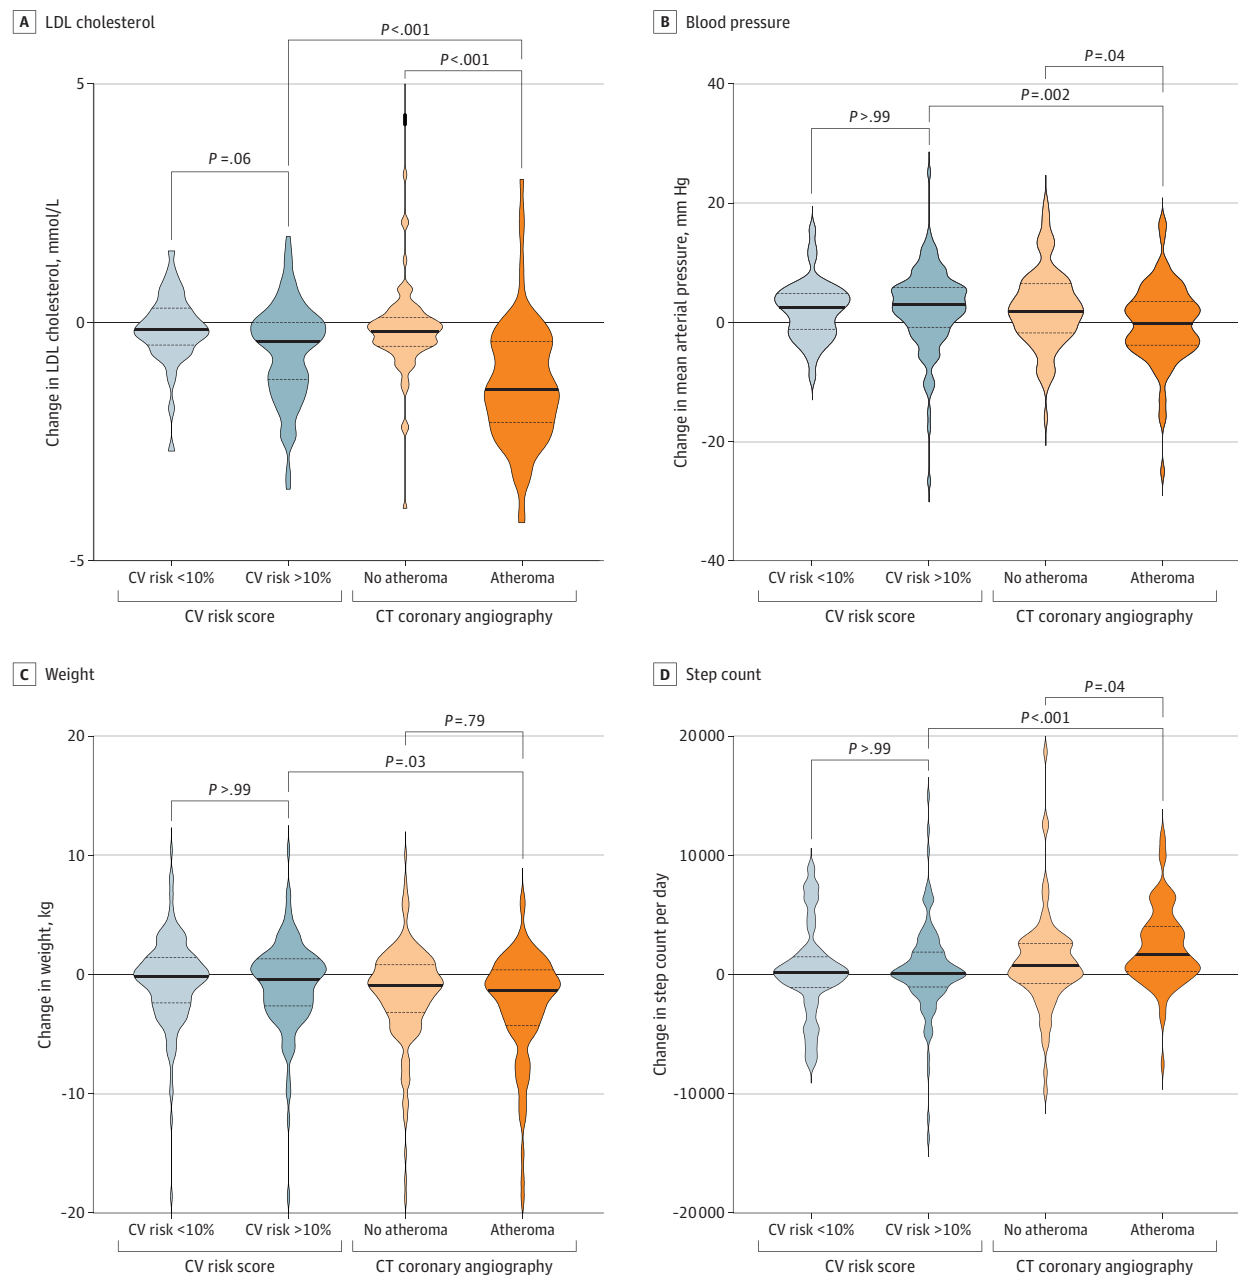 A LDL cholesterol
P <.001
P <.001
P = .06
5
0
-5
Change in LDL cholesterol, mmol/L
CV risk <10%
CV risk >10%
No atheroma
Atheroma
CV risk score
CT coronary angiography
B Blood pressure
P = .04
P = .002
P >.99
40
20
0
-20
-40
Change in mean arterial pressure, mm Hg
CV risk <10%
CV risk >10%
No atheroma
Atheroma
CV risk score
CT coronary angiography
C Weight
P = .79
P = .03
P >.99
20
10
0
-10
-20
Change in weight, kg
CV risk <10%
CV risk >10%
No atheroma
Atheroma
CV risk score
CT coronary angiography
D Step count
P = .04
P <.001
P >.99
20000
10000
0
-10000
-20000
Change in step count per day
CV risk <10%
CV risk >10%
No atheroma
Atheroma
CV risk score
CT coronary angiography